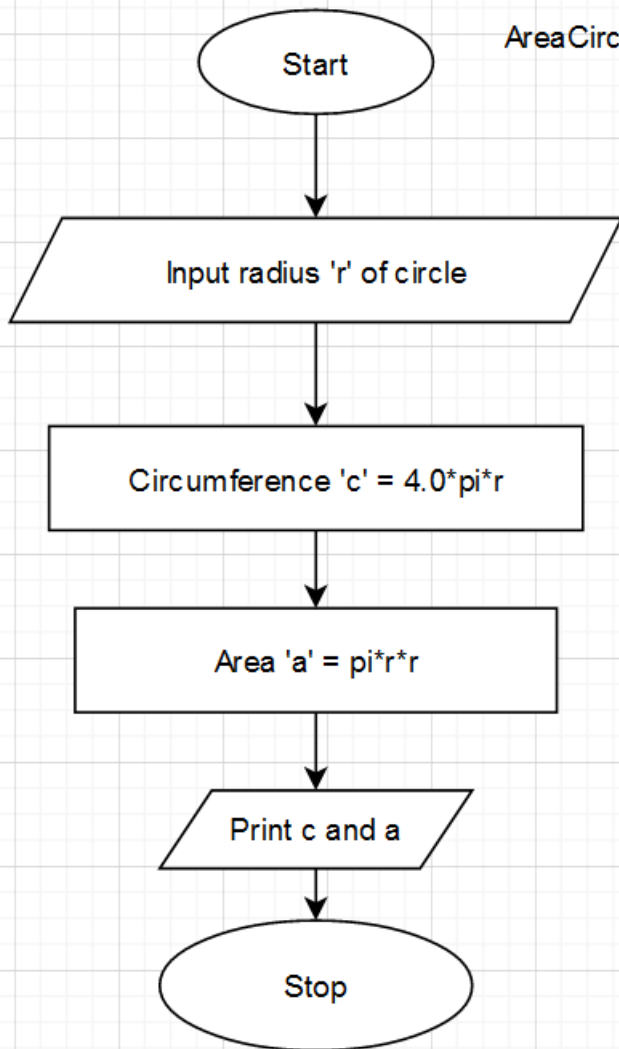 Start
AreaCirc
Input radius 'r' of circle
Circumference 'c' = 4.0*pi*r
Area 'a' = pi*r*r
Print c and a
Stop